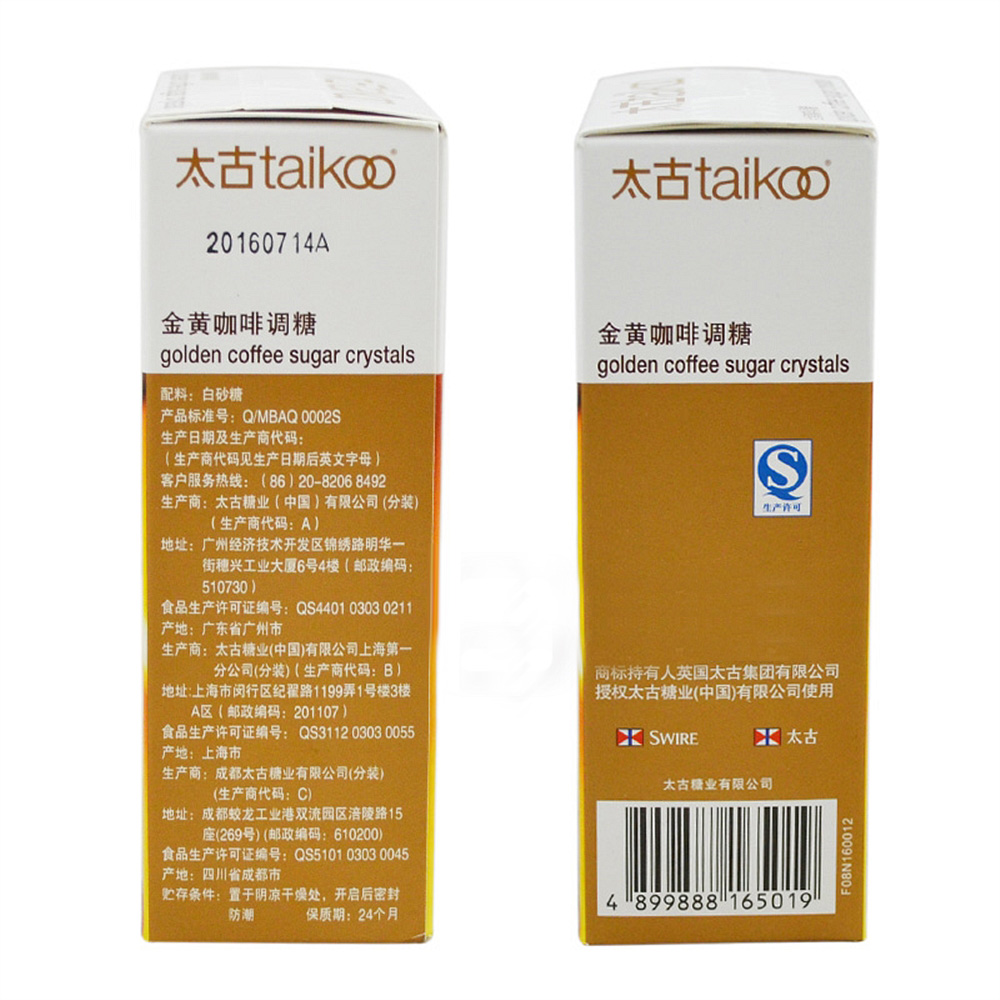 太古taikoo®
20160714A
金黄咖啡调糖
golden coffee sugar crystals
配料：白砂糖
产品标准号：Q/MBAQ 0002S
生产日期及生产商代码：
（生产商代码见生产日期后英文字母）
客户服务热线：（86）20-8206 8492
生产商：太古糖业（中国）有限公司(分装)
（生产商代码：A）
地址：广州经济技术开发区锦绣路明华一
街穗兴工业大厦6号4楼（邮政编码：
510730）
食品生产许可证编号：QS4401 0303 0211
产地：广东省广州市
生产商：太古糖业(中国)有限公司上海第一
分公司(分装)（生产商代码：B）
地址:上海市闵行区纪翟路1199弄1号楼3楼
A区（邮政编码：201107）
食品生产许可证编号：QS3112 0303 0055
产地：上海市
生产商：成都太古糖业有限公司(分装)
(生产商代码：C)
地址：成都蛟龙工业港双流园区涪陵路15
座(269号)(邮政编码：610200)
食品生产许可证编号：QS5101 0303 0045
产地：四川省成都市
贮存条件：置于阴凉干燥处，开启后密封
防潮 保质期：24个月
太古taikoo®
金黄咖啡调糖
golden coffee sugar crystals
S
生产许可
商标持有人英国太古集团有限公司
授权太古糖业(中国)有限公司使用
SWIRE 太古
太古糖业有限公司
4 899888 165019
F08N160012